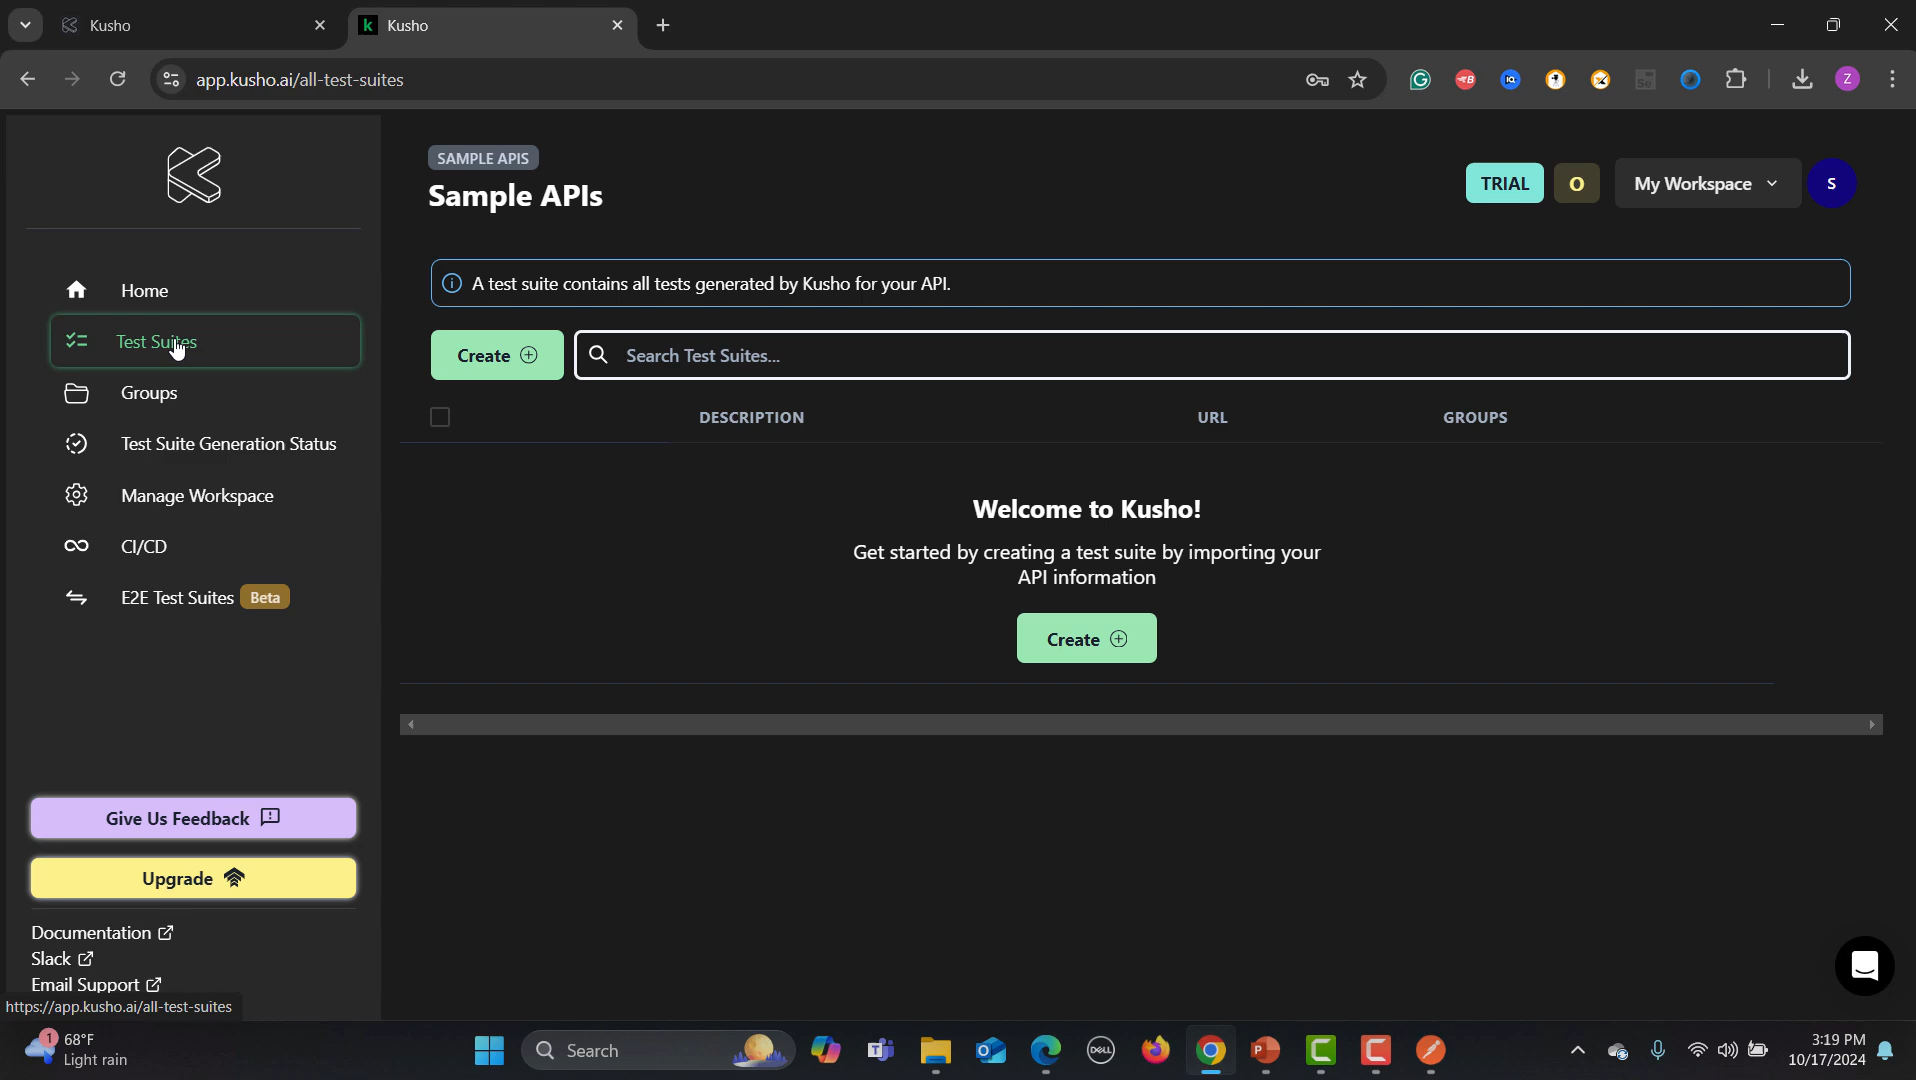 Kusho
Kusho
app.kusho.ai/all-test-suites
Z
SAMPLE APIS
Sample APIs
TRIAL
O
My Workspace
S
Home
Test Suites
Groups
Test Suite Generation Status
Manage Workspace
CI/CD
E2E Test Suites Beta
A test suite contains all tests generated by Kusho for your API.
Create
Search Test Suites...
DESCRIPTION
URL
GROUPS
Welcome to Kusho!
Get started by creating a test suite by importing your
API information
Create
Give Us Feedback
Upgrade
Documentation
Slack
Email Support
https://app.kusho.ai/all-test-suites
1
68°F
Light rain
Search
DELL
3:19 PM
10/17/2024